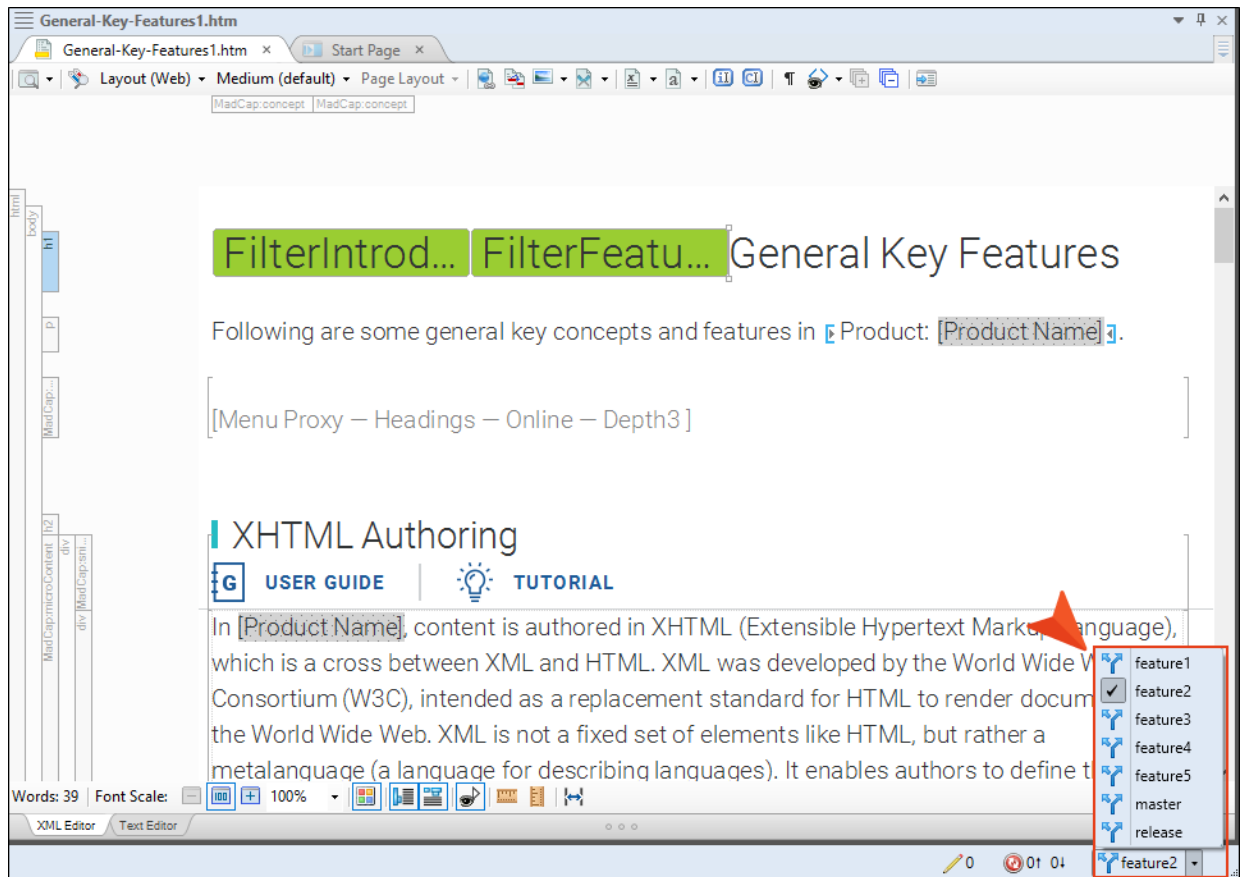 General-Key-Features1.htm
General-Key-Features1.htm × Start Page ×
Layout (Web) Medium (default) Page Layout
MadCap:concept MadCap:concept
html
body
h1
FilterIntrod... FilterFeatu... General Key Features
p
Following are some general key concepts and features in Product: [Product Name].
MadCap:...
[Menu Proxy — Headings — Online — Depth3 ]
h2
XHTML Authoring
MadCap:microContent
div
MadCap:sni...
div
G USER GUIDE TUTORIAL
In [Product Name], content is authored in XHTML (Extensible Hypertext Markup Language),
which is a cross between XML and HTML. XML was developed by the World Wide W
Consortium (W3C), intended as a replacement standard for HTML to render docum
the World Wide Web. XML is not a fixed set of elements like HTML, but rather a
metalanguage (a language for describing languages). It enables authors to define t
feature1
feature2
feature3
feature4
feature5
master
release
Words: 39 Font Scale: 100 100%
XML Editor Text Editor
0 0↑ 0↓ feature2